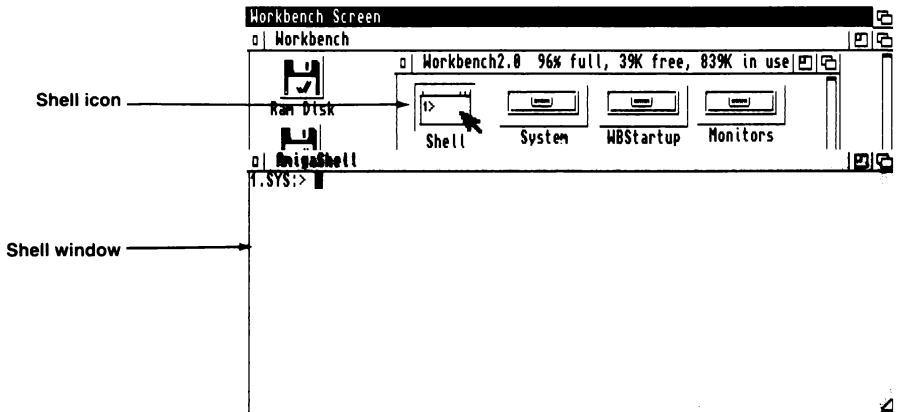 Workbench Screen
Workbench
Workbench2.0 96% full, 39K free, 839K in use
Shell icon
Ram Disk
1>
Shell
System
WBStartup
Monitors
AmigaShell
1.SYS:>
Shell window